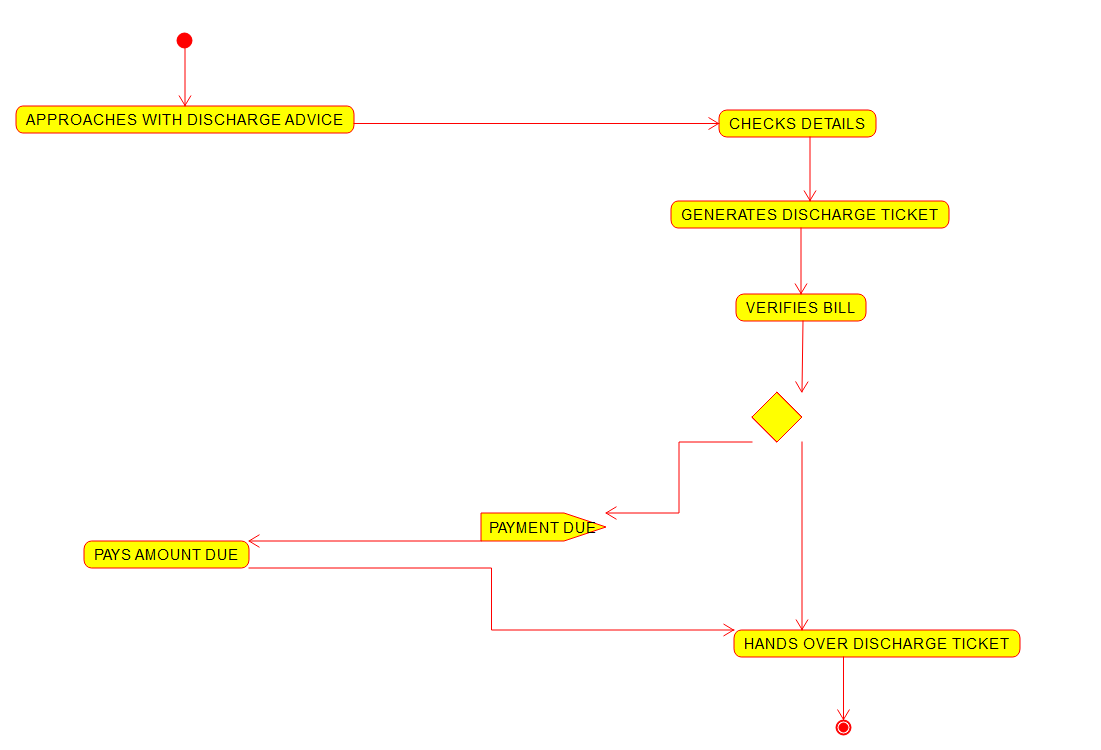 APPROACHES WITH DISCHARGE ADVICE
CHECKS DETAILS
GENERATES DISCHARGE TICKET
VERIFIES BILL
PAYMENT DUE
PAYS AMOUNT DUE
HANDS OVER DISCHARGE TICKET